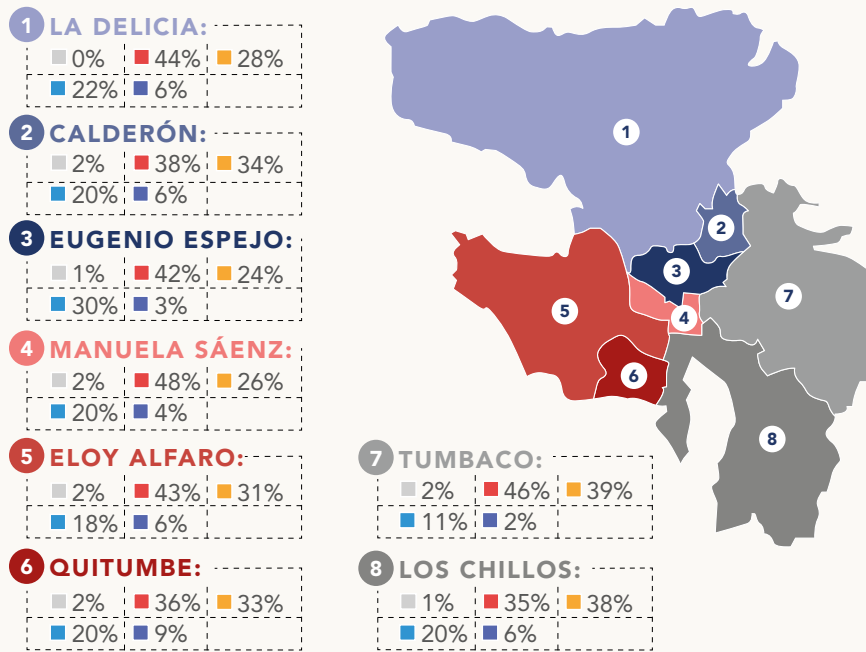 1 LA DELICIA:
0% 44% 28%
22% 6%
2 CALDERÓN:
2% 38% 34%
20% 6%
3 EUGENIO ESPEJO:
1% 42% 24%
30% 3%
4 MANUELA SÁENZ:
2% 48% 26%
20% 4%
5 ELOY ALFARO:
2% 43% 31%
18% 6%
6 QUITUMBE:
2% 36% 33%
20% 9%
7 TUMBACO:
2% 46% 39%
11% 2%
8 LOS CHILLOS:
1% 35% 38%
20% 6%
1
2
3
7
5
4
6
8